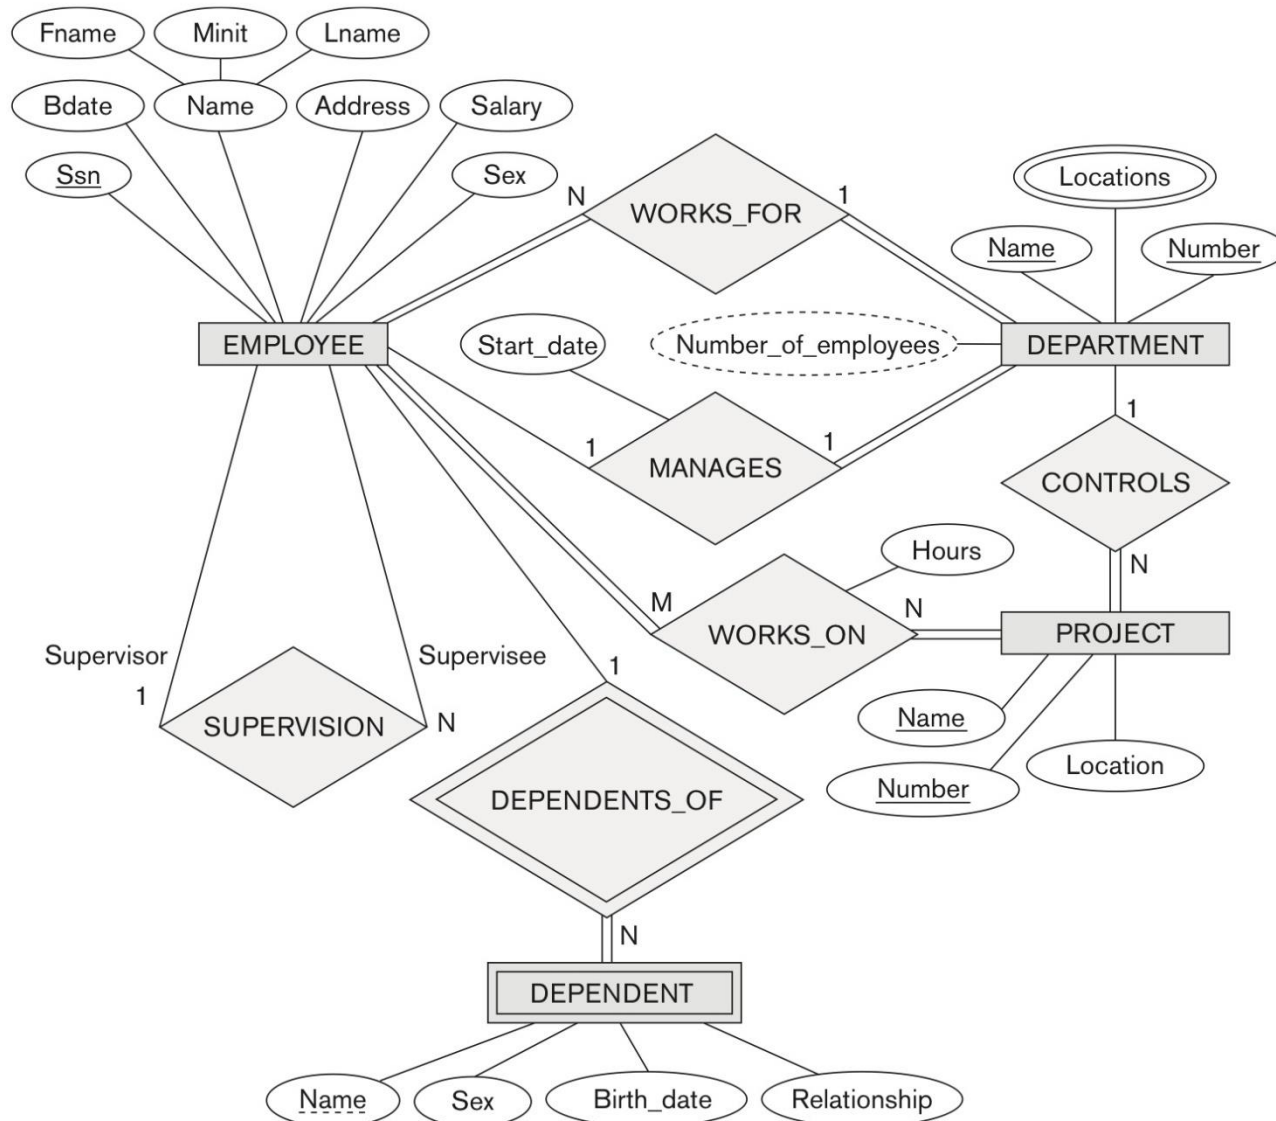 Fname
Minit
Lname
Bdate
Name
Address
Salary
Ssn
Sex
N
WORKS_FOR
1
Locations
Name
Number
EMPLOYEE
Start_date
Number_of_employees
DEPARTMENT
1
MANAGES
1
1
CONTROLS
N
Hours
M
WORKS_ON
N
PROJECT
Supervisor
1
Supervisee
N
SUPERVISION
1
Name
Number
Location
DEPENDENTS_OF
N
DEPENDENT
Name
Sex
Birth_date
Relationship